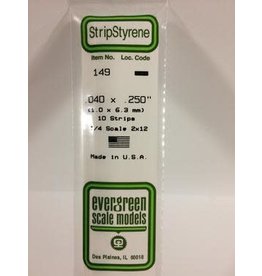 StripStyrene
Item No. Loc. Code
149
.040 x .250"
(1.0 x 6.3 mm)
10 Strips
1/4 Scale 2x12
Made in U.S.A.
evergreen
scale models
Des Plaines, IL 60018